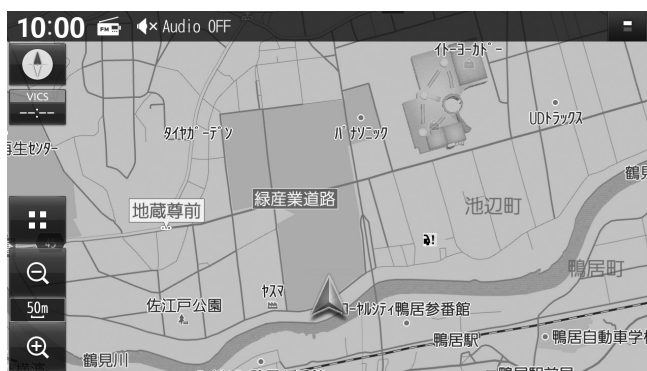 10:00 FM Audio OFF
イトーヨーカドー
VICS
--:--
UDトラックス
ダイヤガーデン
パナソニック
再生センター
鶴見
緑産業道路
池辺町
地蔵尊前
鴨居町
ヤスマ
50m
佐江戸公園
ローヤルシティ鴨居参番館
鴨居駅
鴨居自動車学校
鶴見川